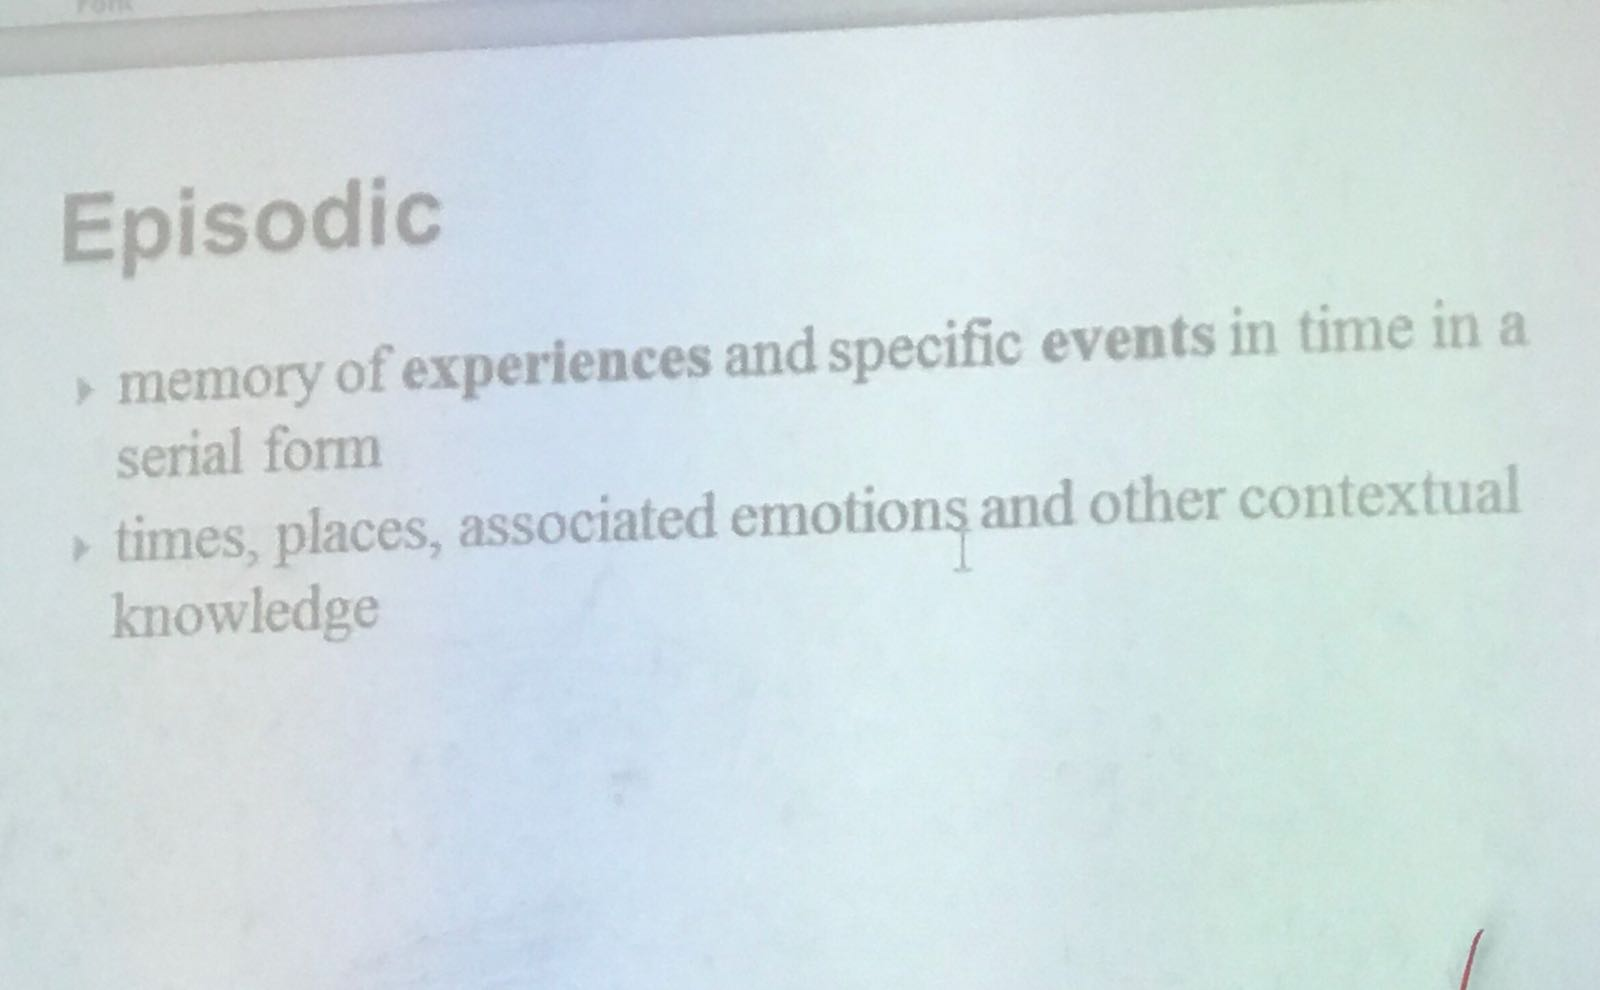 Font
Episodic
memory of experiences and specific events in time in a
serial form
times, places, associated emotions and other contextual
knowledge